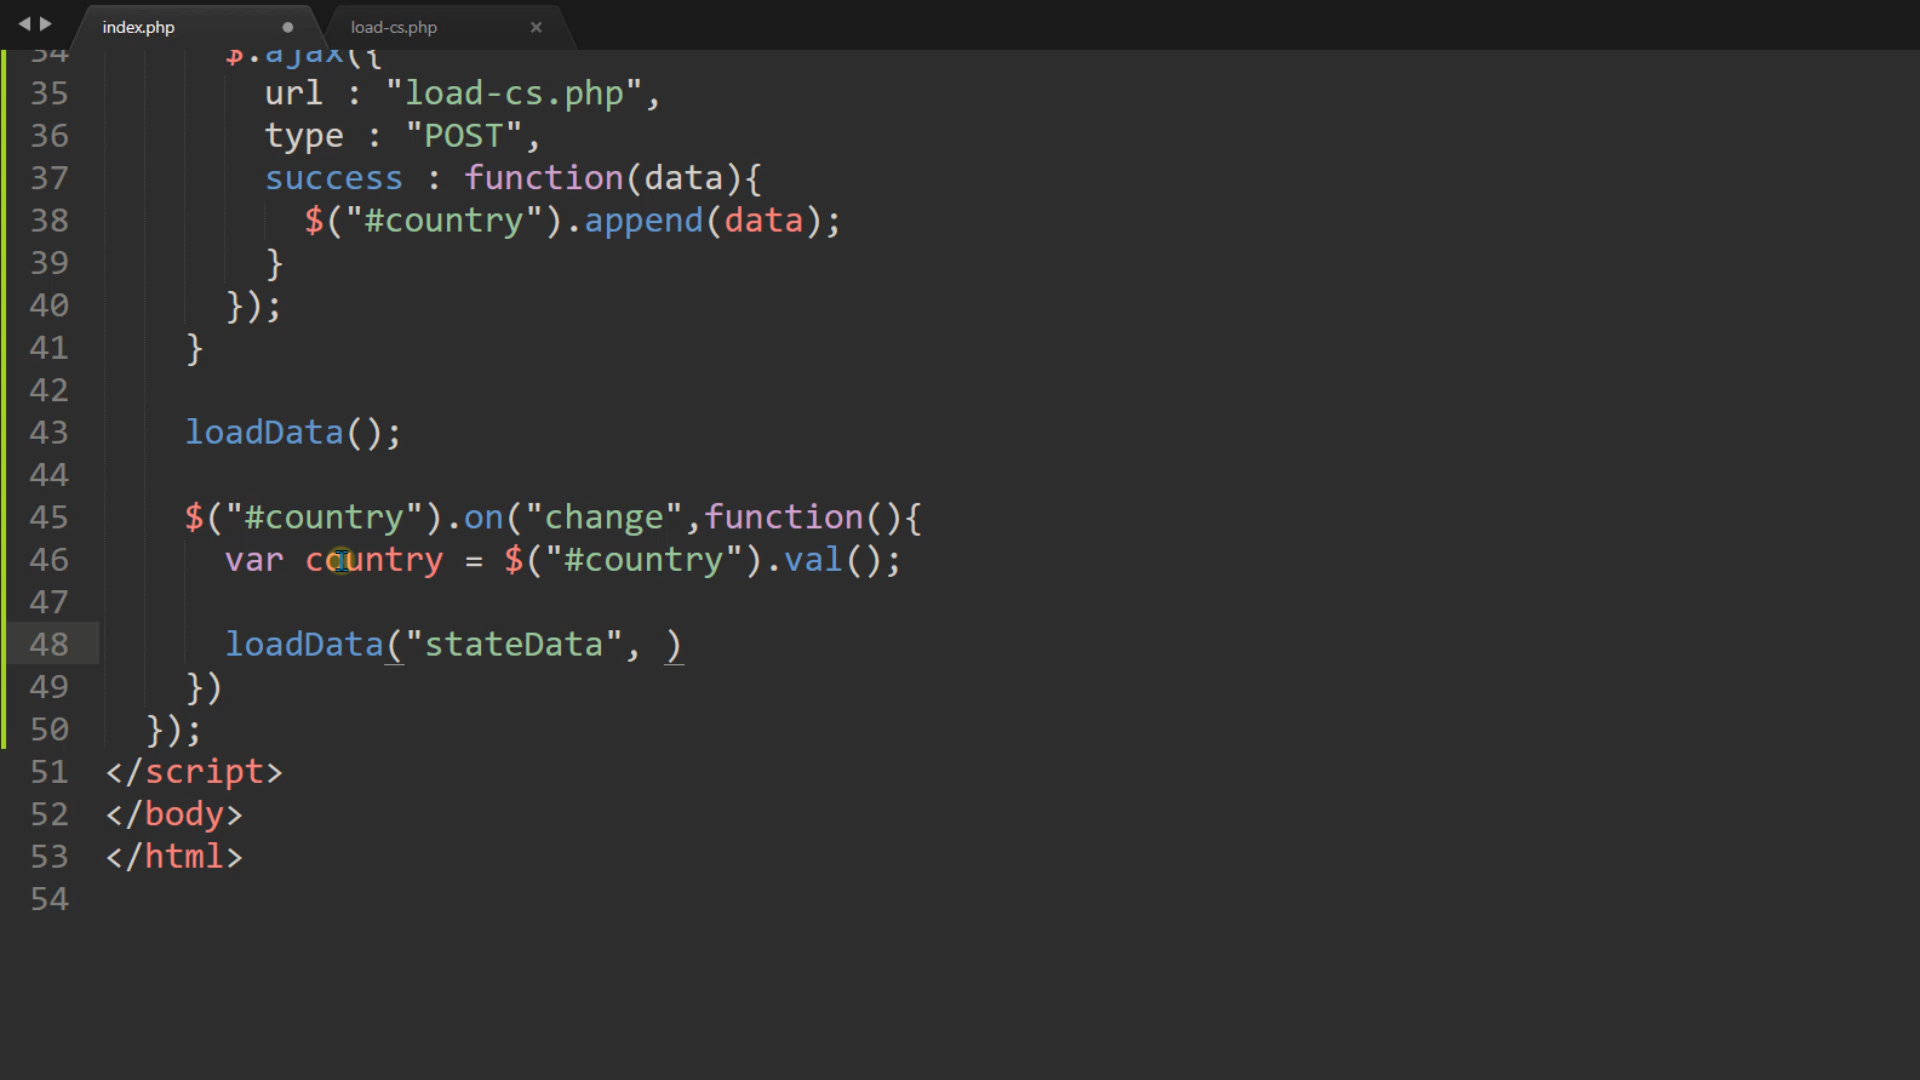 index.php load-cs.php
34 $.ajax({
35 url : "load-cs.php",
36 type : "POST",
37 success : function(data){
38 $("#country").append(data);
39 }
40 });
41 }
42
43 loadData();
44
45 $("#country").on("change",function(){
46 var country = $("#country").val();
47
48 loadData("stateData", )
49 })
50 });
51 </script>
52 </body>
53 </html>
54